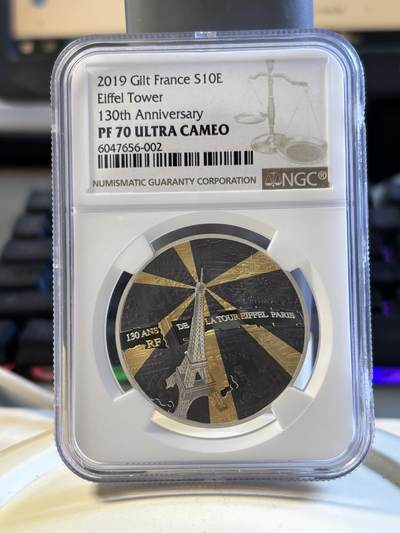 2019 Gilt France S10E
Eiffel Tower
130th Anniversary
PF 70 ULTRA CAMEO
6047656-002
NUMISMATIC GUARANTY CORPORATION
NGC
130 ANS DE LA TOUR EIFFEL PARIS
RF